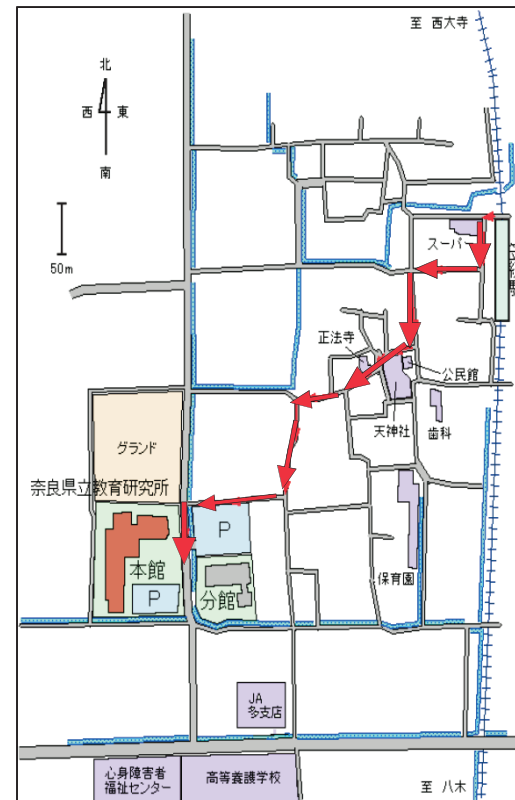 至 西大寺
北
西
東
南
50m
スーパー
正法寺
公民館
天神社
歯科
グランド
奈良県立教育研究所
P
本館
P
分館
保育園
JA
多支店
心身障害者
福祉センター
高等養護学校
至 八木